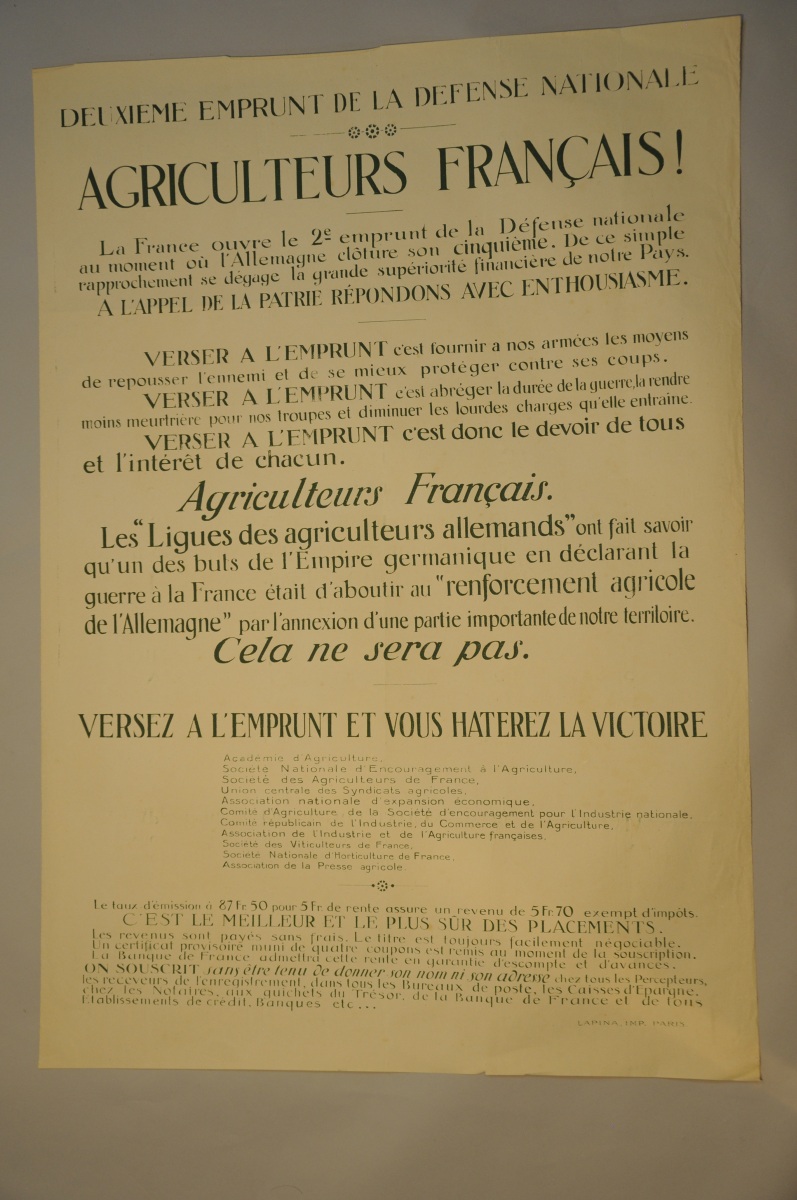 DEUXIEME EMPRUNT DE LA DEFENSE NATIONALE
AGRICULTEURS FRANÇAIS!
La France ouvre le 2e emprunt de la Défense nationale
au moment où l'Allemagne clôture son cinquième. De ce simple
rapprochement se dégage la grande supériorité financière de notre Pays.
A L'APPEL DE LA PATRIE RÉPONDONS AVEC ENTHOUSIASME.
VERSER A L'EMPRUNT c'est fournir a nos armées les moyens
de repousser l'ennemi et de se mieux protéger contre ses coups.
VERSER A L'EMPRUNT c'est abréger la durée de la guerre, la rendre
moins meurtrière pour nos troupes et diminuer les lourdes charges qu'elle entraine.
VERSER A L'EMPRUNT c'est donc le devoir de tous
et l'intérêt de chacun.
Agriculteurs Français.
Les "Ligues des agriculteurs allemands" ont fait savoir
qu'un des buts de l'Empire germanique en déclarant la
guerre à la France était d'aboutir au "renforcement agricole
de l'Allemagne" par l'annexion d'une partie importante de notre territoire.
Cela ne sera pas.
VERSEZ A L'EMPRUNT ET VOUS HATEREZ LA VICTOIRE
Académie d'Agriculture,
Société Nationale d'Encouragement à l'Agriculture,
Société des Agriculteurs de France,
Union centrale des Syndicats agricoles,
Association nationale d'expansion économique,
Comité d'Agriculture de la Société d'encouragement pour l'Industrie nationale,
Comité républicain de l'Industrie, du Commerce et de l'Agriculture,
Association de l'Industrie et de l'Agriculture françaises,
Société des Viticulteurs de France,
Société Nationale d'Horticulture de France,
Association de la Presse agricole.
Le taux d'émission à 87 Fr. 50 pour 5 Fr. de rente assure un revenu de 5 Fr. 70 exempt d'impôts.
C'EST LE MEILLEUR ET LE PLUS SÛR DES PLACEMENTS.
Les revenus sont payés sans frais. Le titre est toujours facilement négociable.
Un certificat provisoire muni de quatre coupons est remis au moment de la souscription.
La Banque de France admettra cette rente en garantie d'escompte et d'avances.
ON SOUSCRIT sans être tenu de donner son nom ni son adresse chez tous les Percepteurs,
les receveurs de l'enregistrement, dans tous les Bureaux de poste, les Caisses d'Epargne,
chez les Notaires, aux guichets du Trésor, de la Banque de France et de tous
Etablissements de crédit, Banques etc...
LAPINA, IMP. PARIS